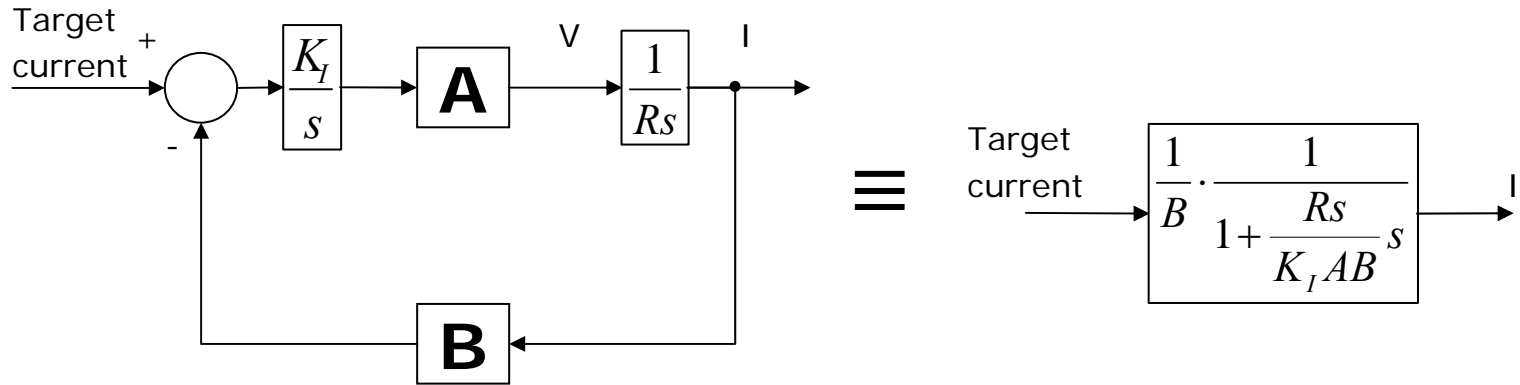 Target
current
+
-
K_I
s
A
V
1
Rs
I
B
≡
Target
current
1
B
·
1
1+
Rs
K_I AB
s
I